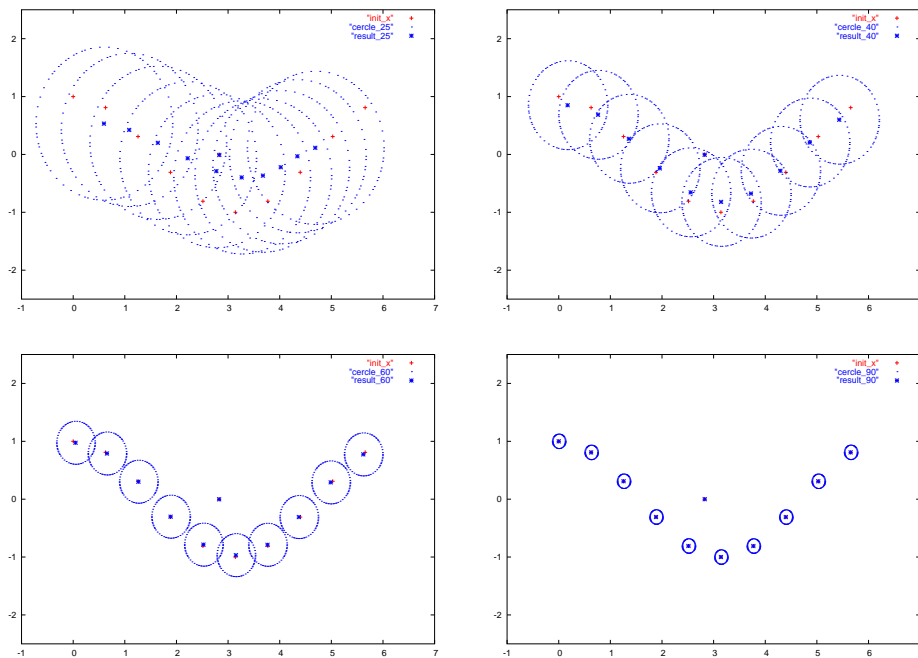 "init_x"
"cercle_25"
"result_25"
2
1
0
-1
-2
-1 0 1 2 3 4 5 6 7
"init_x"
"cercle_40"
"result_40"
2
1
0
-1
-2
-1 0 1 2 3 4 5 6 7
"init_x"
"cercle_60"
"result_60"
2
1
0
-1
-2
-1 0 1 2 3 4 5 6 7
"init_x"
"cercle_90"
"result_90"
2
1
0
-1
-2
-1 0 1 2 3 4 5 6 7